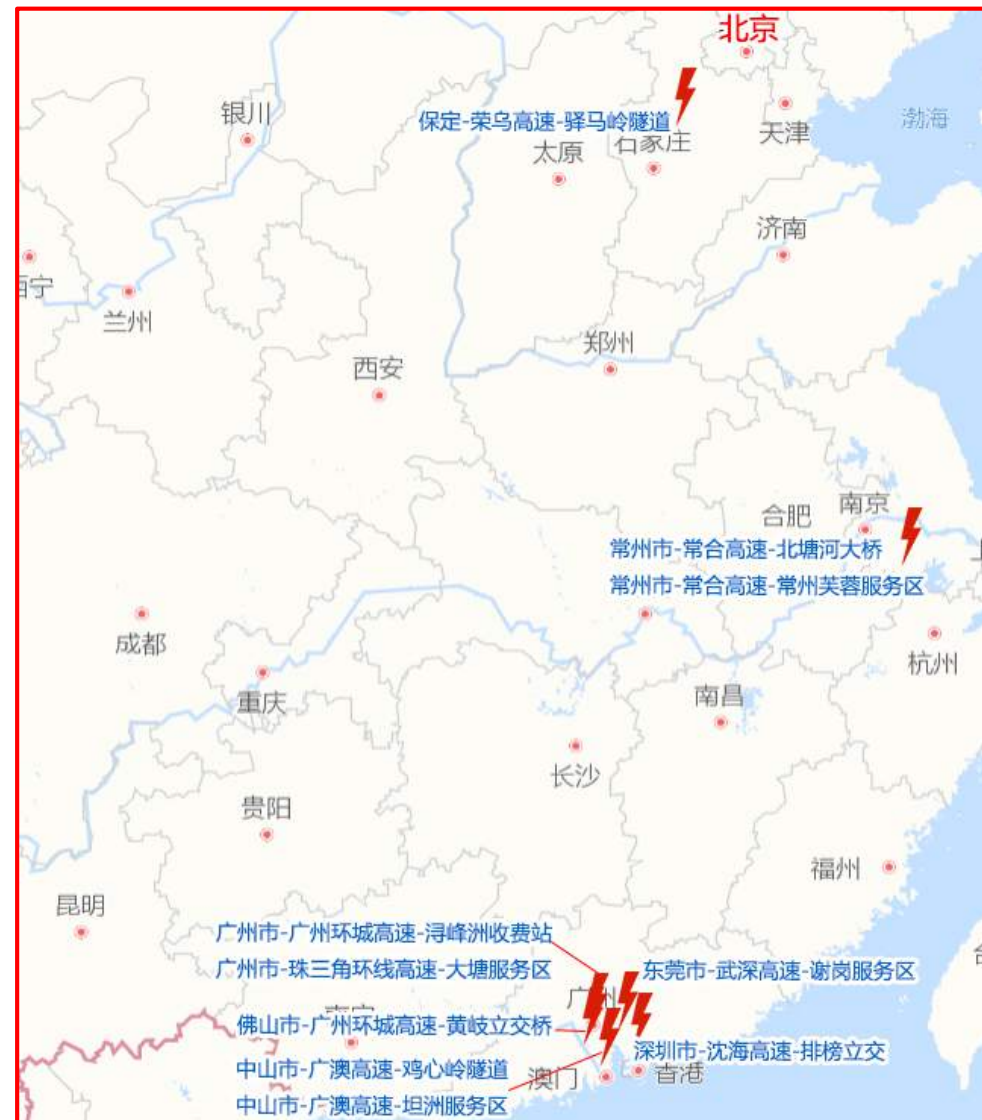 北京
银川
保定-荣乌高速-驿马岭隧道
天津
渤海
太原
石家庄
济南
兰州
郑州
西安
合肥
南京
常州市-常合高速-北塘河大桥
常州市-常合高速-常州芙蓉服务区
成都
杭州
重庆
南昌
长沙
贵阳
福州
昆明
广州市-广州环城高速-浔峰洲收费站
广州市-珠三角环线高速-大塘服务区
东莞市-武深高速-谢岗服务区
广州
佛山市-广州环城高速-黄岐立交桥
深圳市-沈海高速-排榜立交
中山市-广澳高速-鸡心岭隧道
澳门
香港
中山市-广澳高速-坦洲服务区